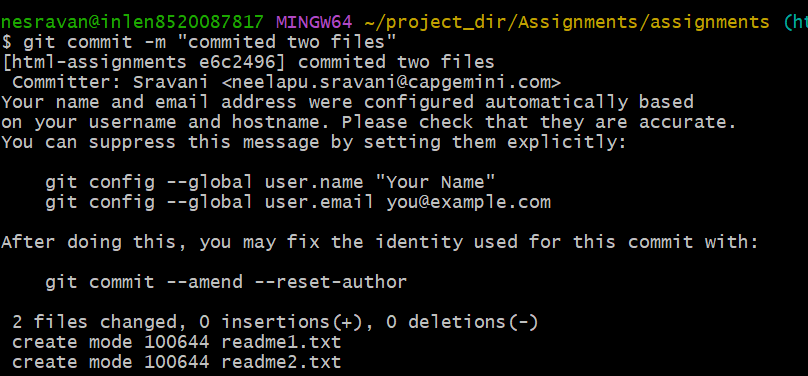 nesravan@inlen8520087817 MINGW64 ~/project_dir/Assignments/assignments (ht
$ git commit -m "commited two files"
[html-assignments e6c2496] commited two files
 Committer: Sravani <neelapu.sravani@capgemini.com>
Your name and email address were configured automatically based
on your username and hostname. Please check that they are accurate.
You can suppress this message by setting them explicitly:

    git config --global user.name "Your Name"
    git config --global user.email you@example.com

After doing this, you may fix the identity used for this commit with:

    git commit --amend --reset-author

 2 files changed, 0 insertions(+), 0 deletions(-)
 create mode 100644 readme1.txt
 create mode 100644 readme2.txt